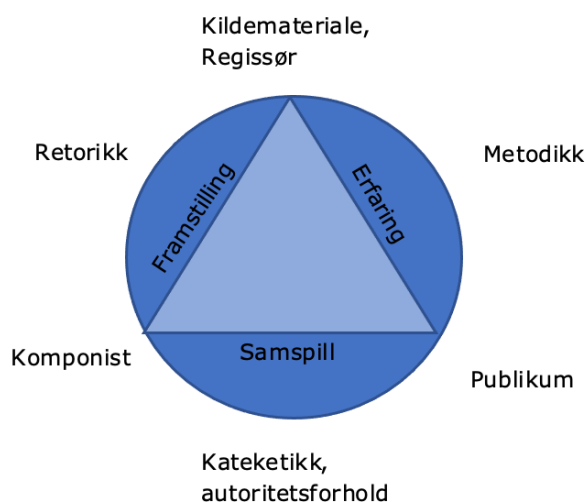 Kildemateriale,
Regissør
Retorikk
Metodikk
Framstilling
Erfaring
Komponist
Samspill
Publikum
Kateketikk,
autoritetsforhold